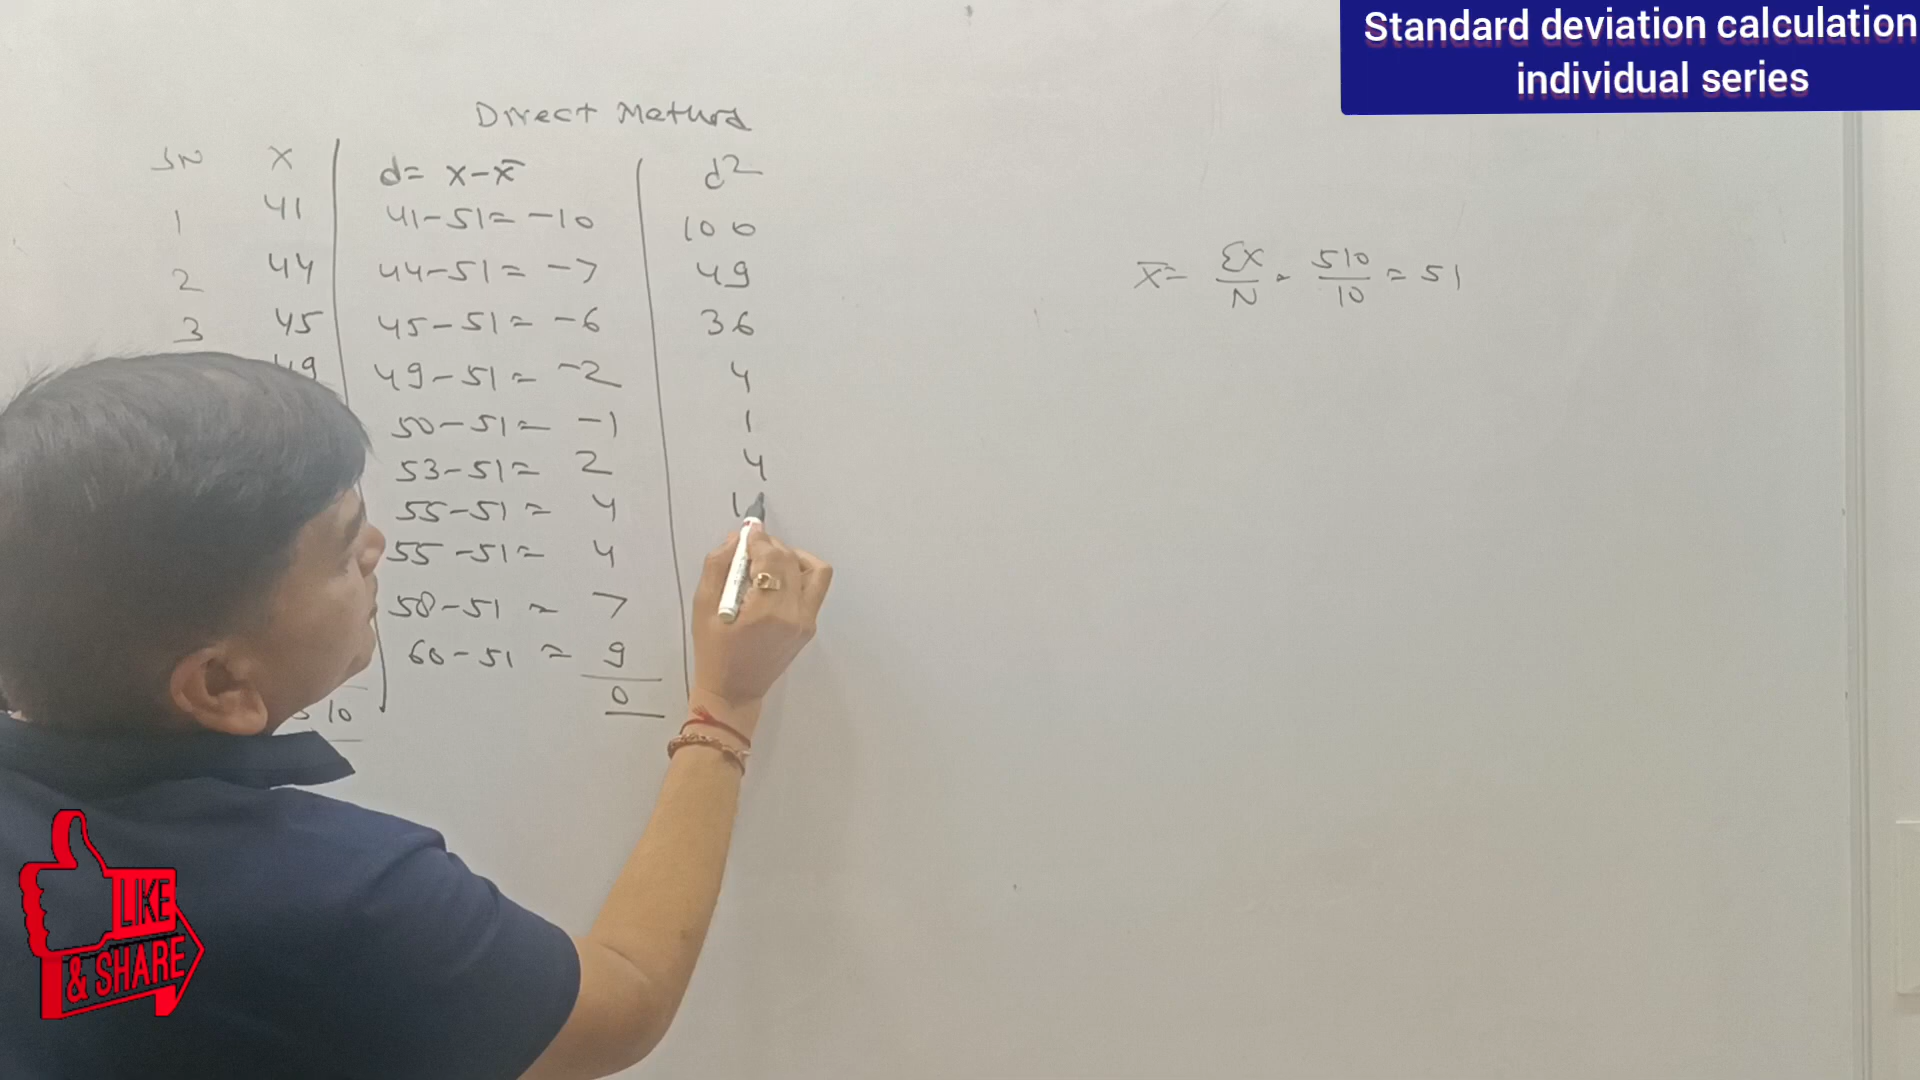 Standard deviation calculation
individual series
Direct Method
SN X d= x-x̄ d²
1 41 41-51= -10 100
2 44 44-51= -7 49
3 45 45-51= -6 36
49 49-51= -2 4
50-51= -1 1
53-51= 2 4
55-51= 4 1
55-51= 4
58-51= 7
60-51= 9
510 0
x̄= ΣX/N = 510/10 = 51
LIKE
& SHARE